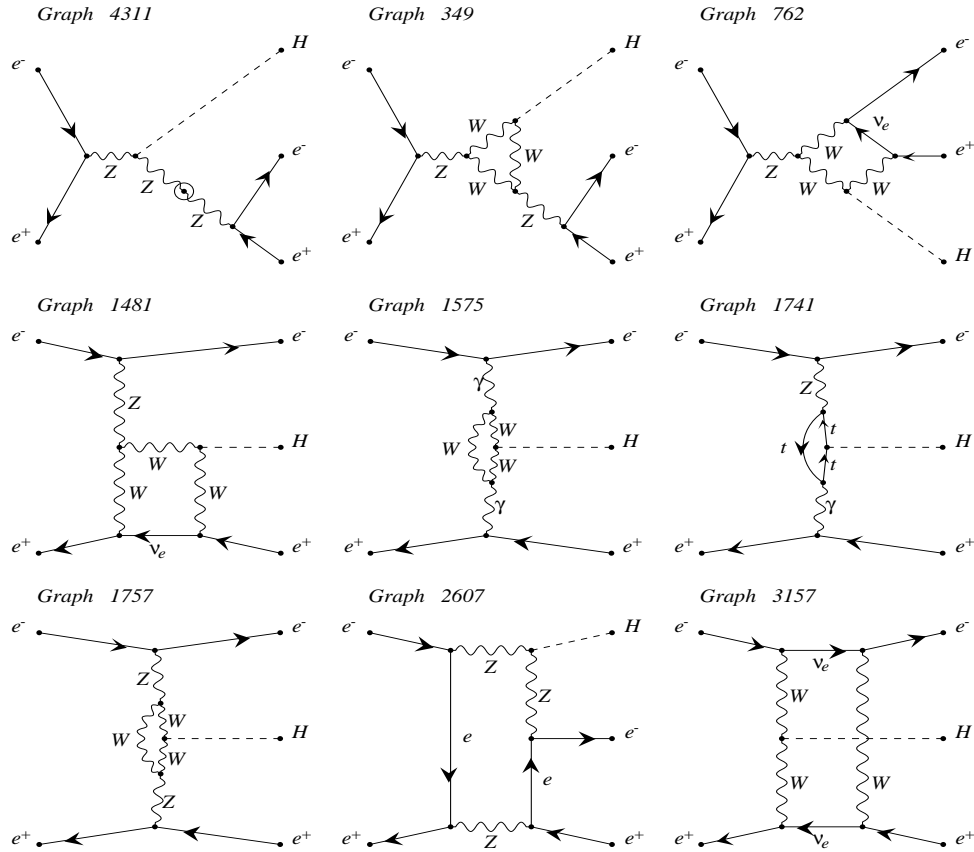 Graph 4311 Graph 349 Graph 762
e⁻ H e⁻ H e⁻ e⁻
Z Z Z e⁻ Z W W W Z e⁻ Z W W νₑ W e⁺
e⁺ e⁺ e⁺ e⁺ e⁺ H
Graph 1481 Graph 1575 Graph 1741
e⁻ e⁻ e⁻ e⁻ e⁻ e⁻
Z W W W H γ W W W γ H Z t t t γ H
e⁺ νₑ e⁺ e⁺ e⁺ e⁺ e⁺
Graph 1757 Graph 2607 Graph 3157
e⁻ e⁻ e⁻ H e⁻ e⁻
Z W W W Z H Z Z e e e⁻ νₑ W W W H
e⁺ e⁺ e⁺ Z e⁺ e⁺ νₑ e⁺